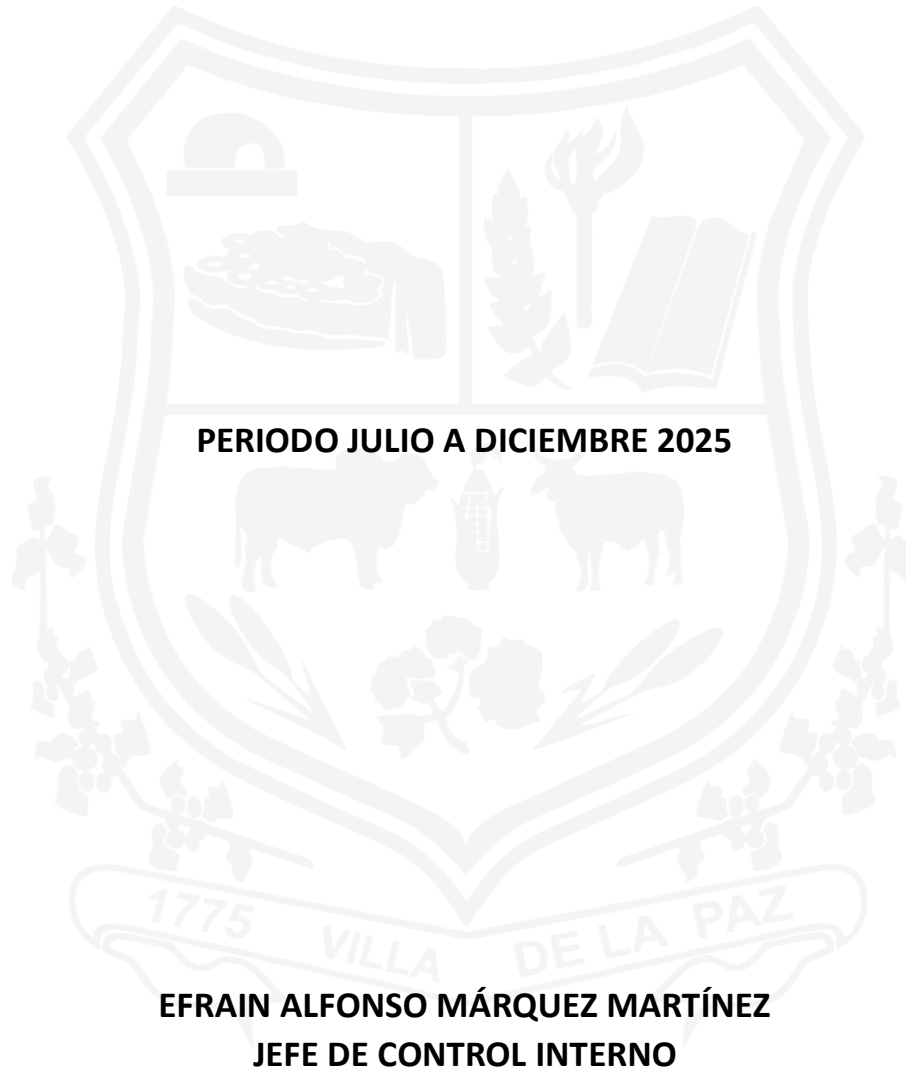 PERIODO JULIO A DICIEMBRE 2025
1775 VILLA DE LA PAZ
EFRAIN ALFONSO MÁRQUEZ MARTÍNEZ
JEFE DE CONTROL INTERNO